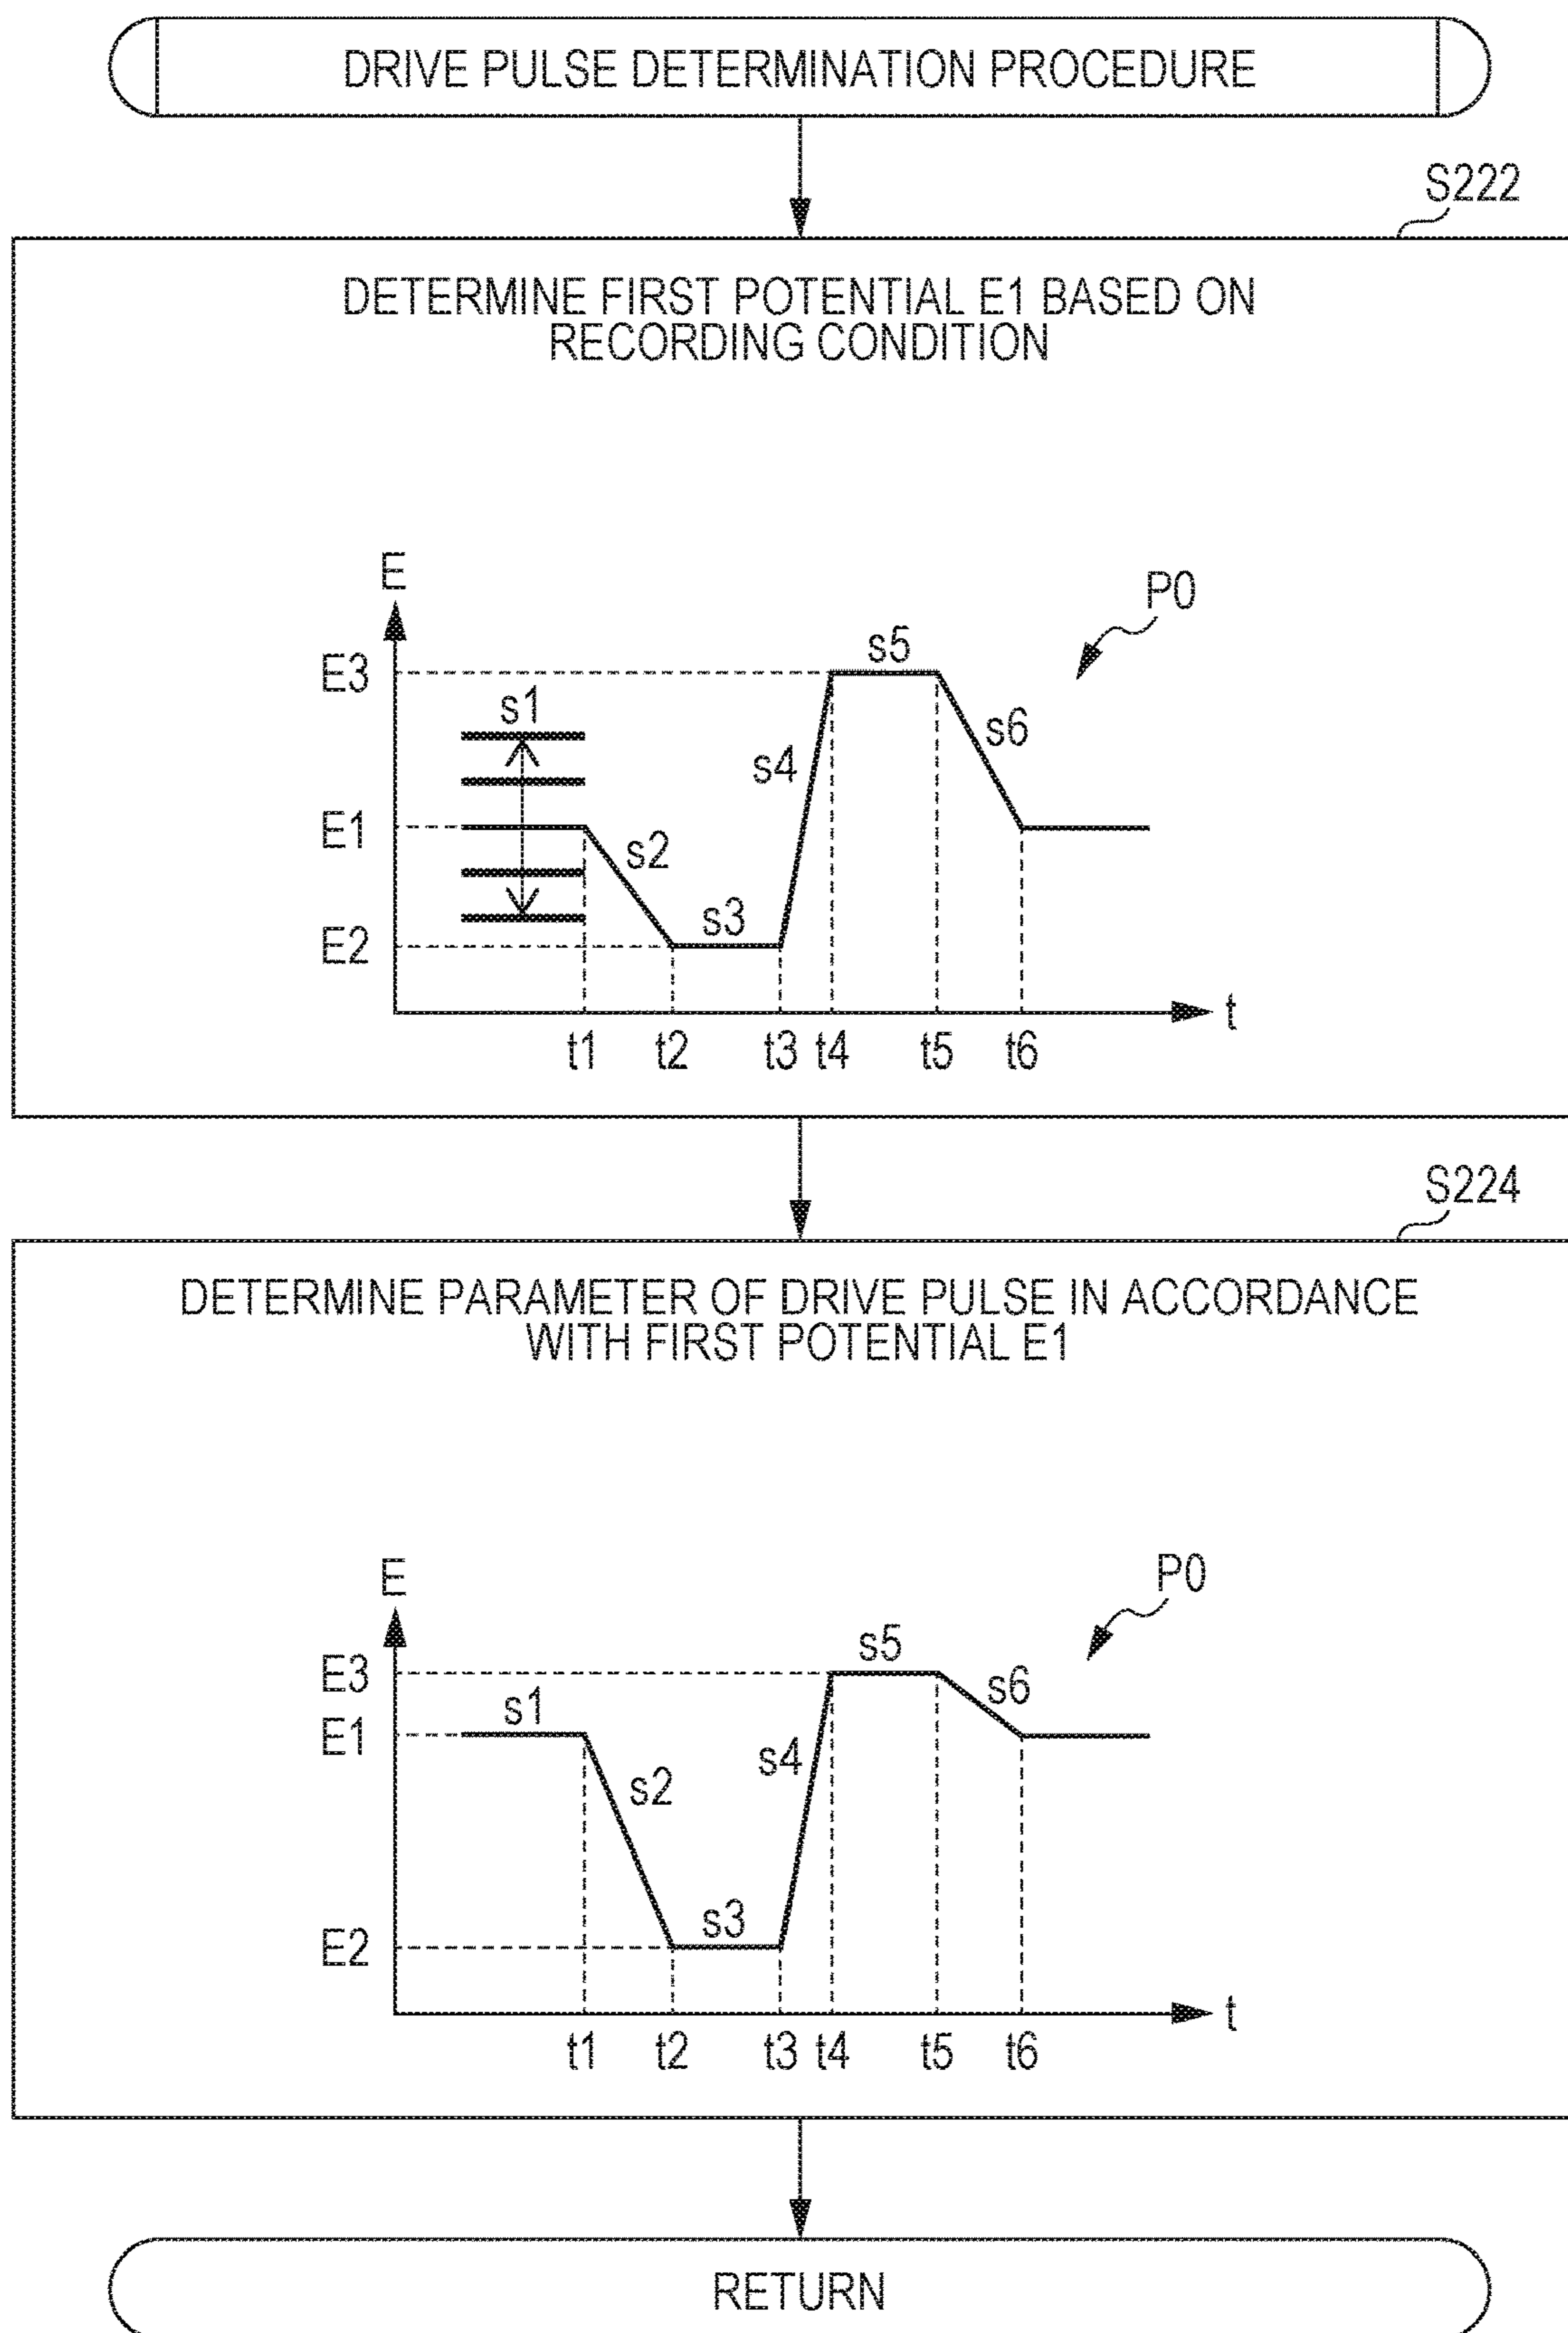 DRIVE PULSE DETERMINATION PROCEDURE
S222
DETERMINE FIRST POTENTIAL E1 BASED ON
RECORDING CONDITION
E
P0
E3
s5
s1
s6
s4
E1
s2
s3
E2
t
t1 t2 t3 t4 t5 t6
S224
DETERMINE PARAMETER OF DRIVE PULSE IN ACCORDANCE
WITH FIRST POTENTIAL E1
E
P0
s5
E3
s6
s1
E1
s4
s2
s3
E2
t
t1 t2 t3 t4 t5 t6
RETURN